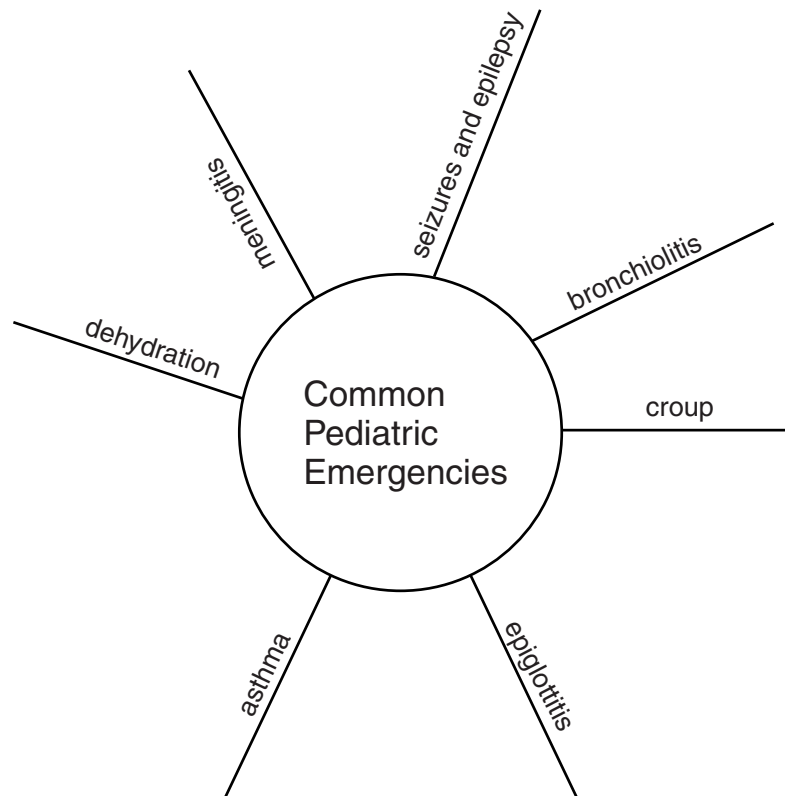 seizures and epilepsy
meningitis
bronchiolitis
dehydration
Common
Pediatric
Emergencies
croup
asthma
epiglottitis